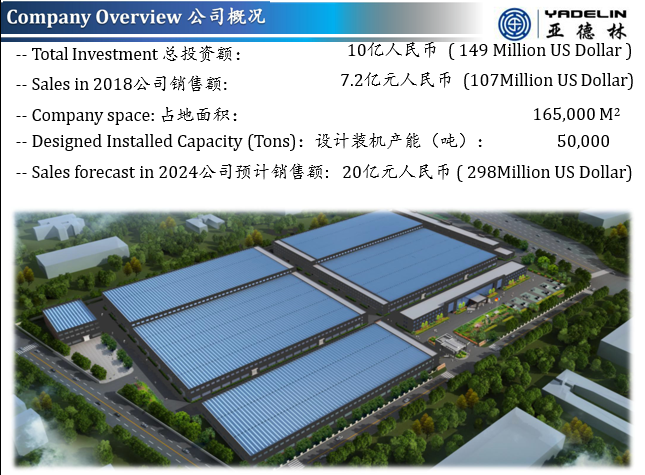 Company Overview 公司概况
YADELIN
亚德林
-- Total Investment 总投资额： 10亿人民币 ( 149 Million US Dollar )
-- Sales in 2018公司销售额： 7.2亿元人民币 (107Million US Dollar)
-- Company space: 占地面积： 165,000 M²
-- Designed Installed Capacity (Tons)：设计装机产能（吨）： 50,000
-- Sales forecast in 2024公司预计销售额: 20亿元人民币 ( 298Million US Dollar)